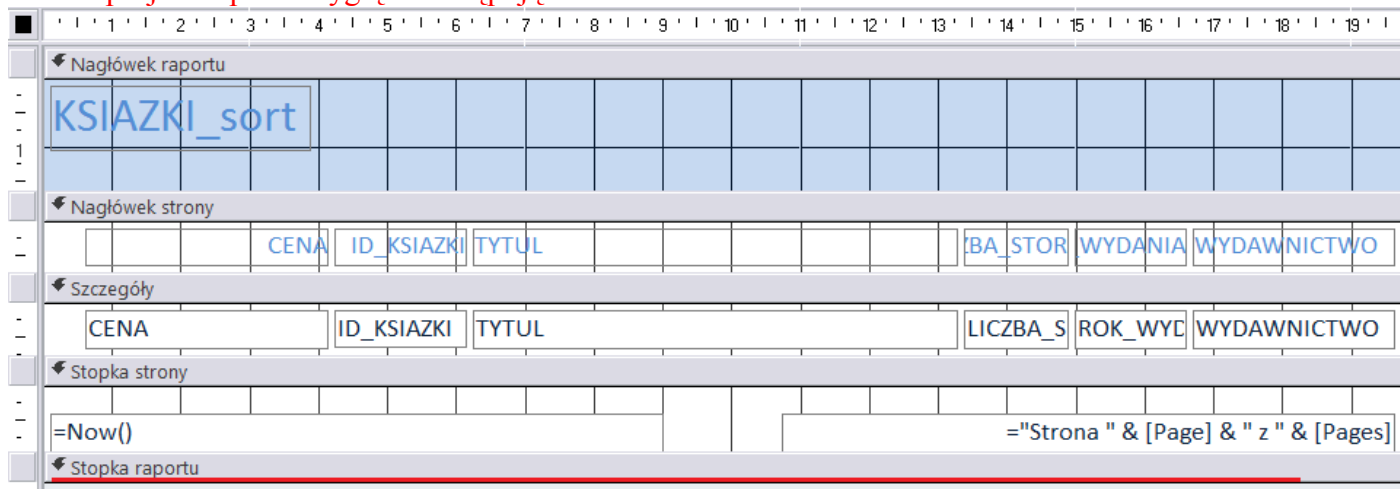 1 2 3 4 5 6 7 8 9 10 11 12 13 14 15 16 17 18 19
Nagłówek raportu
KSIAZKI_sort
1
Nagłówek strony
CENA ID_KSIAZKI TYTUL ZBA_STOR WYDANIA WYDAWNICTWO
Szczegóły
CENA ID_KSIAZKI TYTUL LICZBA_S ROK_WYD WYDAWNICTWO
Stopka strony
=Now() ="Strona " & [Page] & " z " & [Pages]
Stopka raportu